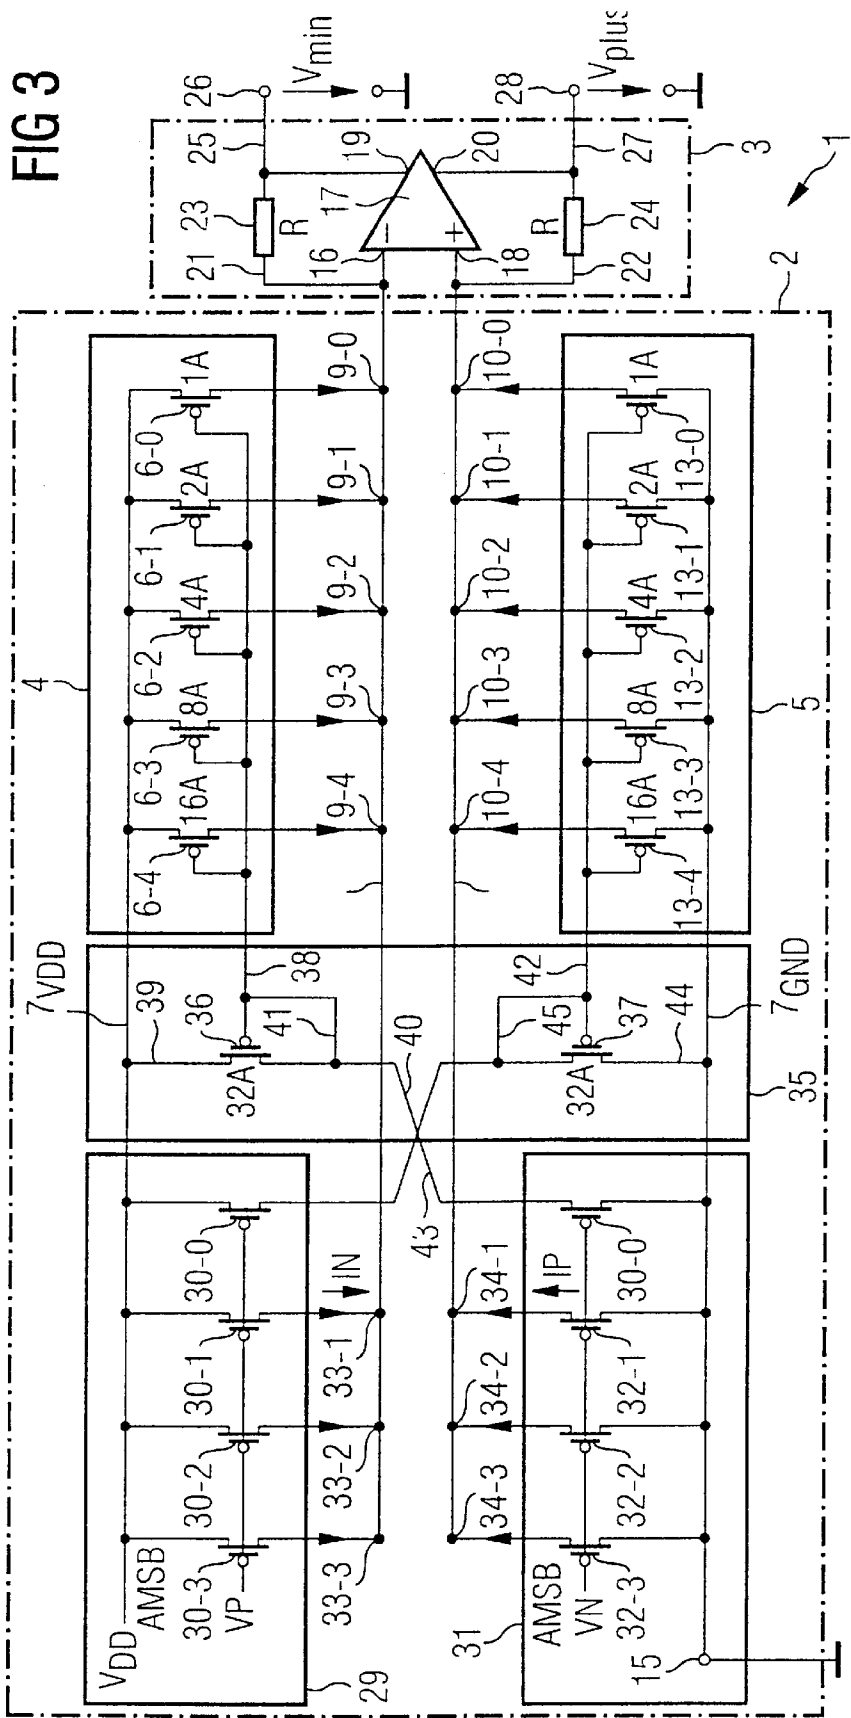 FIG 3
26
Vmin
28
Vplus
25
19
20
27
3
1
23
R
17
R
24
21
16
−
+
18
22
2
4
1A
6-0
2A
6-1
4A
6-2
8A
6-3
16A
6-4
9-0
9-1
9-2
9-3
9-4
10-0
10-1
10-2
10-3
10-4
1A
13-0
2A
13-1
4A
13-2
8A
13-3
16A
13-4
5
7VDD
39
36
38
41
32A
40
42
45
37
44
32A
7GND
35
43
30-0
30-1
30-2
30-3
IN
33-1
33-2
33-3
34-1
34-2
34-3
IP
30-0
32-1
32-2
32-3
VDD
AMSB
VP
29
31
AMSB
VN
15